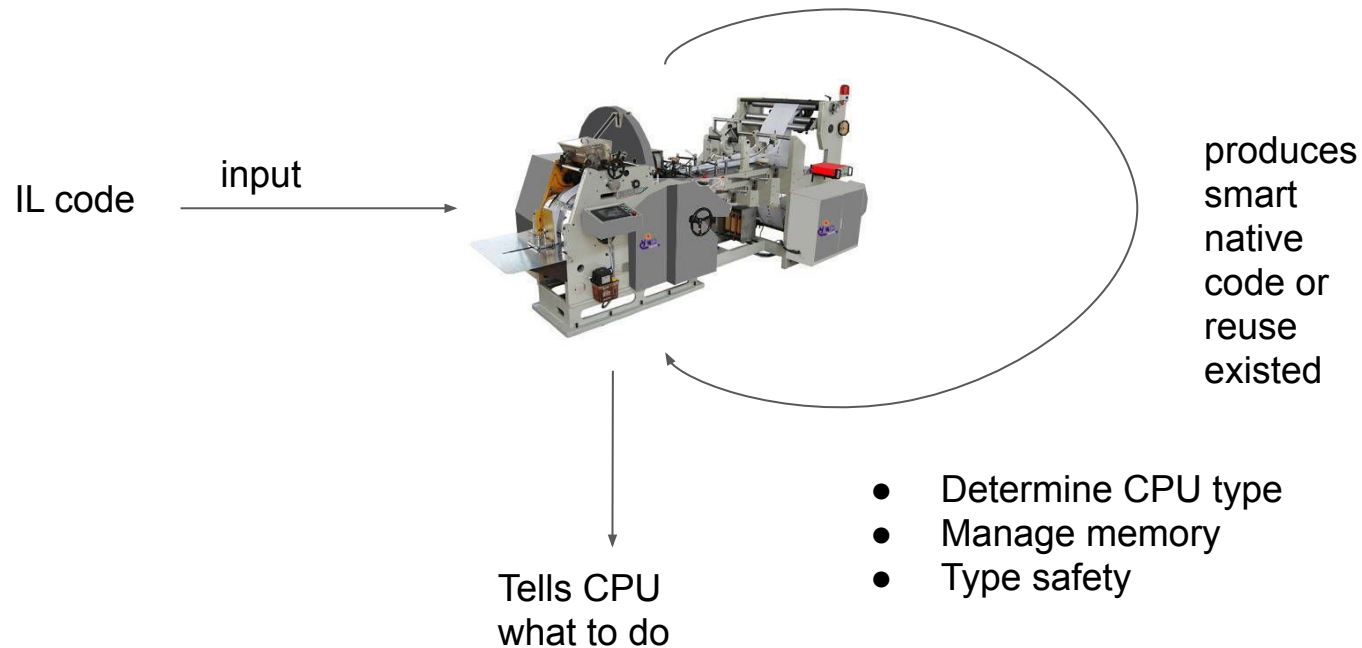 IL code
input
produces
smart
native
code or
reuse
existed
● Determine CPU type
● Manage memory
● Type safety
Tells CPU
what to do